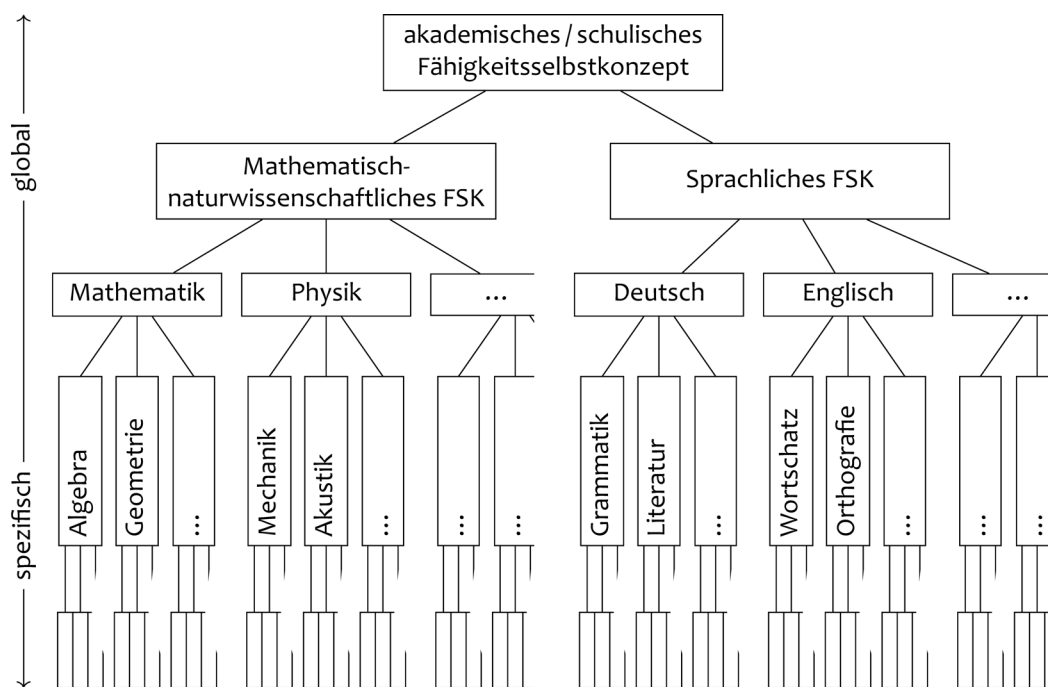 akademisches / schulisches
Fähigkeitsselbstkonzept
global
Mathematisch-
naturwissenschaftliches FSK
Sprachliches FSK
Mathematik
Physik
...
Deutsch
Englisch
...
spezifisch
Algebra
Geometrie
...
Mechanik
Akustik
...
...
...
Grammatik
Literatur
...
Wortschatz
Orthografie
...
...
...